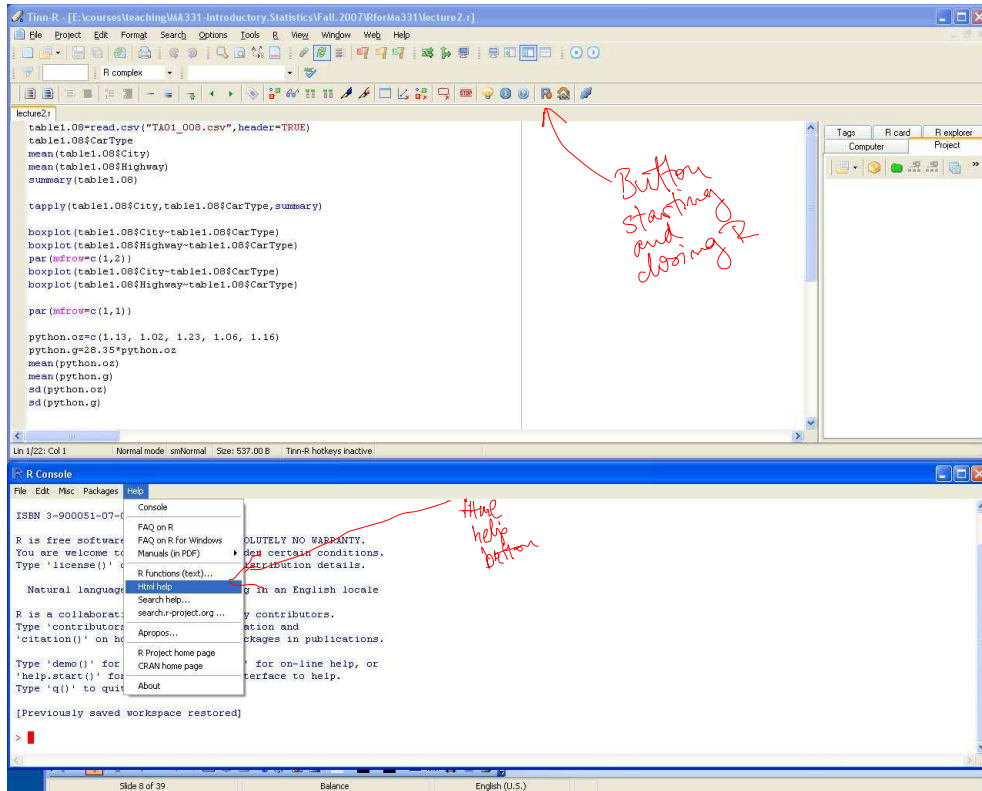 Tinn-R - [E:\courses\teaching\MA331-Introductory.Statistics\Fall.2007\RforMa331\lecture2.r]
File Project Edit Format Search Options Tools R View Window Web Help
R complex
lecture2.r
Tags R card R explorer
Computer Project
table1.08=read.csv("TA01_008.csv",header=TRUE)
table1.08$CarType
mean(table1.08$City)
mean(table1.08$Highway)
summary(table1.08)
tapply(table1.08$City,table1.08$CarType,summary)
boxplot(table1.08$City~table1.08$CarType)
boxplot(table1.08$Highway~table1.08$CarType)
par(mfrow=c(1,2))
boxplot(table1.08$City~table1.08$CarType)
boxplot(table1.08$Highway~table1.08$CarType)
par(mfrow=c(1,1))
python.oz=c(1.13, 1.02, 1.23, 1.06, 1.16)
python.g=28.35*python.oz
mean(python.oz)
mean(python.g)
sd(python.oz)
sd(python.g)
Button
starting
and
closing R
Lin 1/22: Col 1 Normal mode smNormal Size: 537.00 B Tinn-R hotkeys inactive
R Console
File Edit Misc Packages Help
Console
FAQ on R
FAQ on R for Windows
Manuals (in PDF)
R functions (text)...
Html help
Search help...
search.r-project.org ...
Apropos...
R Project home page
CRAN home page
About
ISBN 3-900051-07-
R is free software OLUTELY NO WARRANTY.
You are welcome to certain conditions.
Type 'license()' stribution details.
Natural language g in an English locale
R is a collaborati y contributors.
Type 'contributors ation and
'citation()' on ho ckages in publications.
Type 'demo()' for ' for on-line help, or
'help.start()' for terface to help.
Type 'q()' to quit
[Previously saved workspace restored]
>
Html
help
button
Slide 8 of 39 Balance English (U.S.)